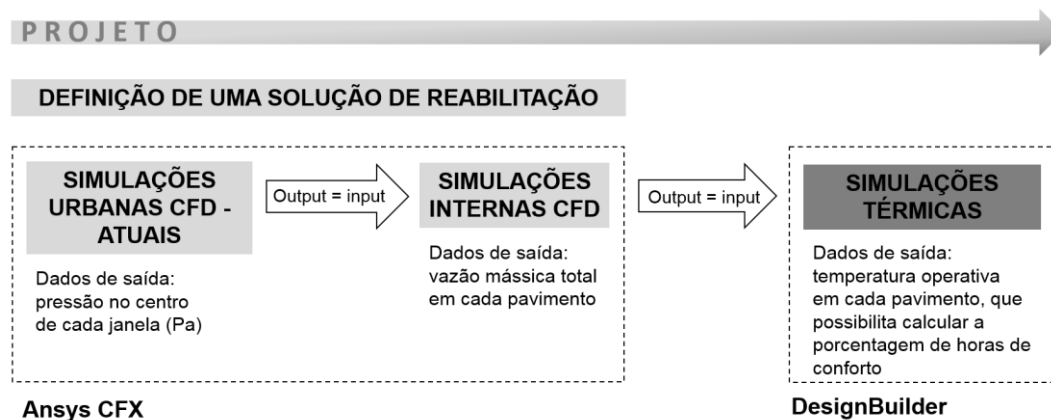 PROJETO
DEFINIÇÃO DE UMA SOLUÇÃO DE REABILITAÇÃO
SIMULAÇÕES
URBANAS CFD -
ATUAIS
Dados de saída:
pressão no centro
de cada janela (Pa)
Output = input
SIMULAÇÕES
INTERNAS CFD
Dados de saída:
vazão mássica total
em cada pavimento
Output = input
SIMULAÇÕES
TÉRMICAS
Dados de saída:
temperatura operativa
em cada pavimento, que
possibilita calcular a
porcentagem de horas de
conforto
Ansys CFX
DesignBuilder